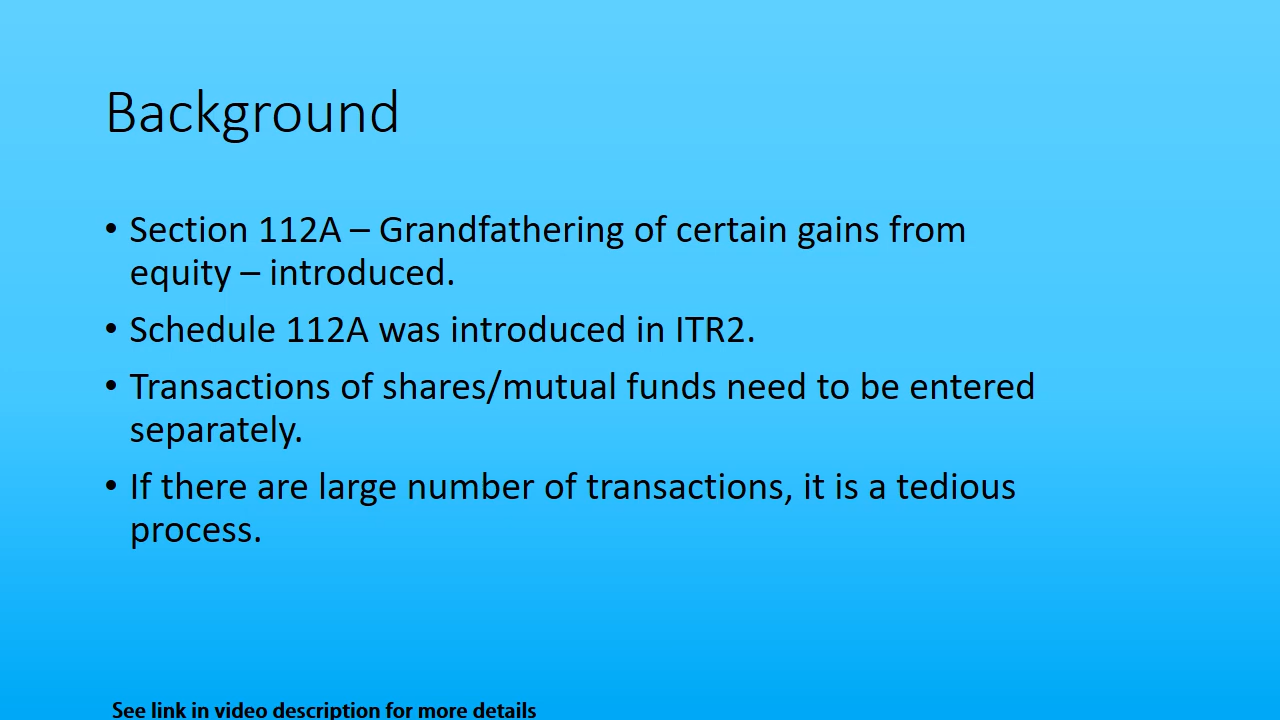 Background
• Section 112A – Grandfathering of certain gains from
equity – introduced.
• Schedule 112A was introduced in ITR2.
• Transactions of shares/mutual funds need to be entered
separately.
• If there are large number of transactions, it is a tedious
process.
See link in video description for more details